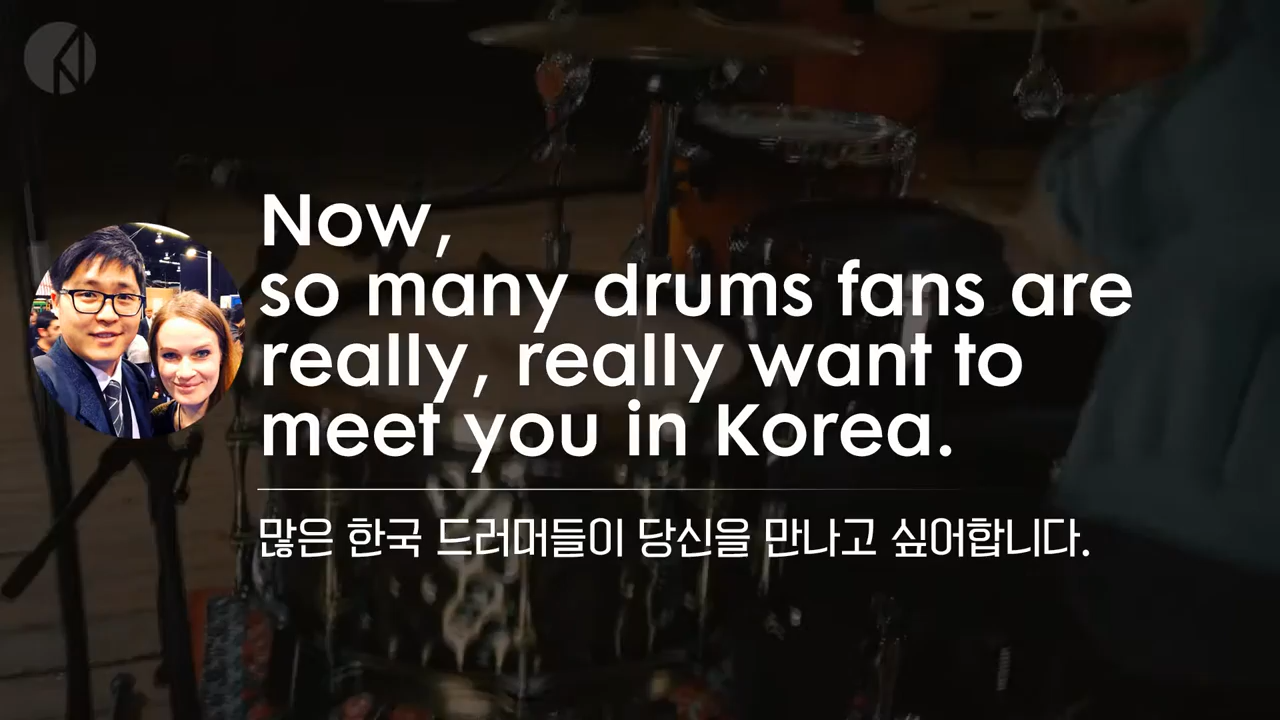 Now,
so many drums fans are
really, really want to
meet you in Korea.
많은 한국 드러머들이 당신을 만나고 싶어합니다.